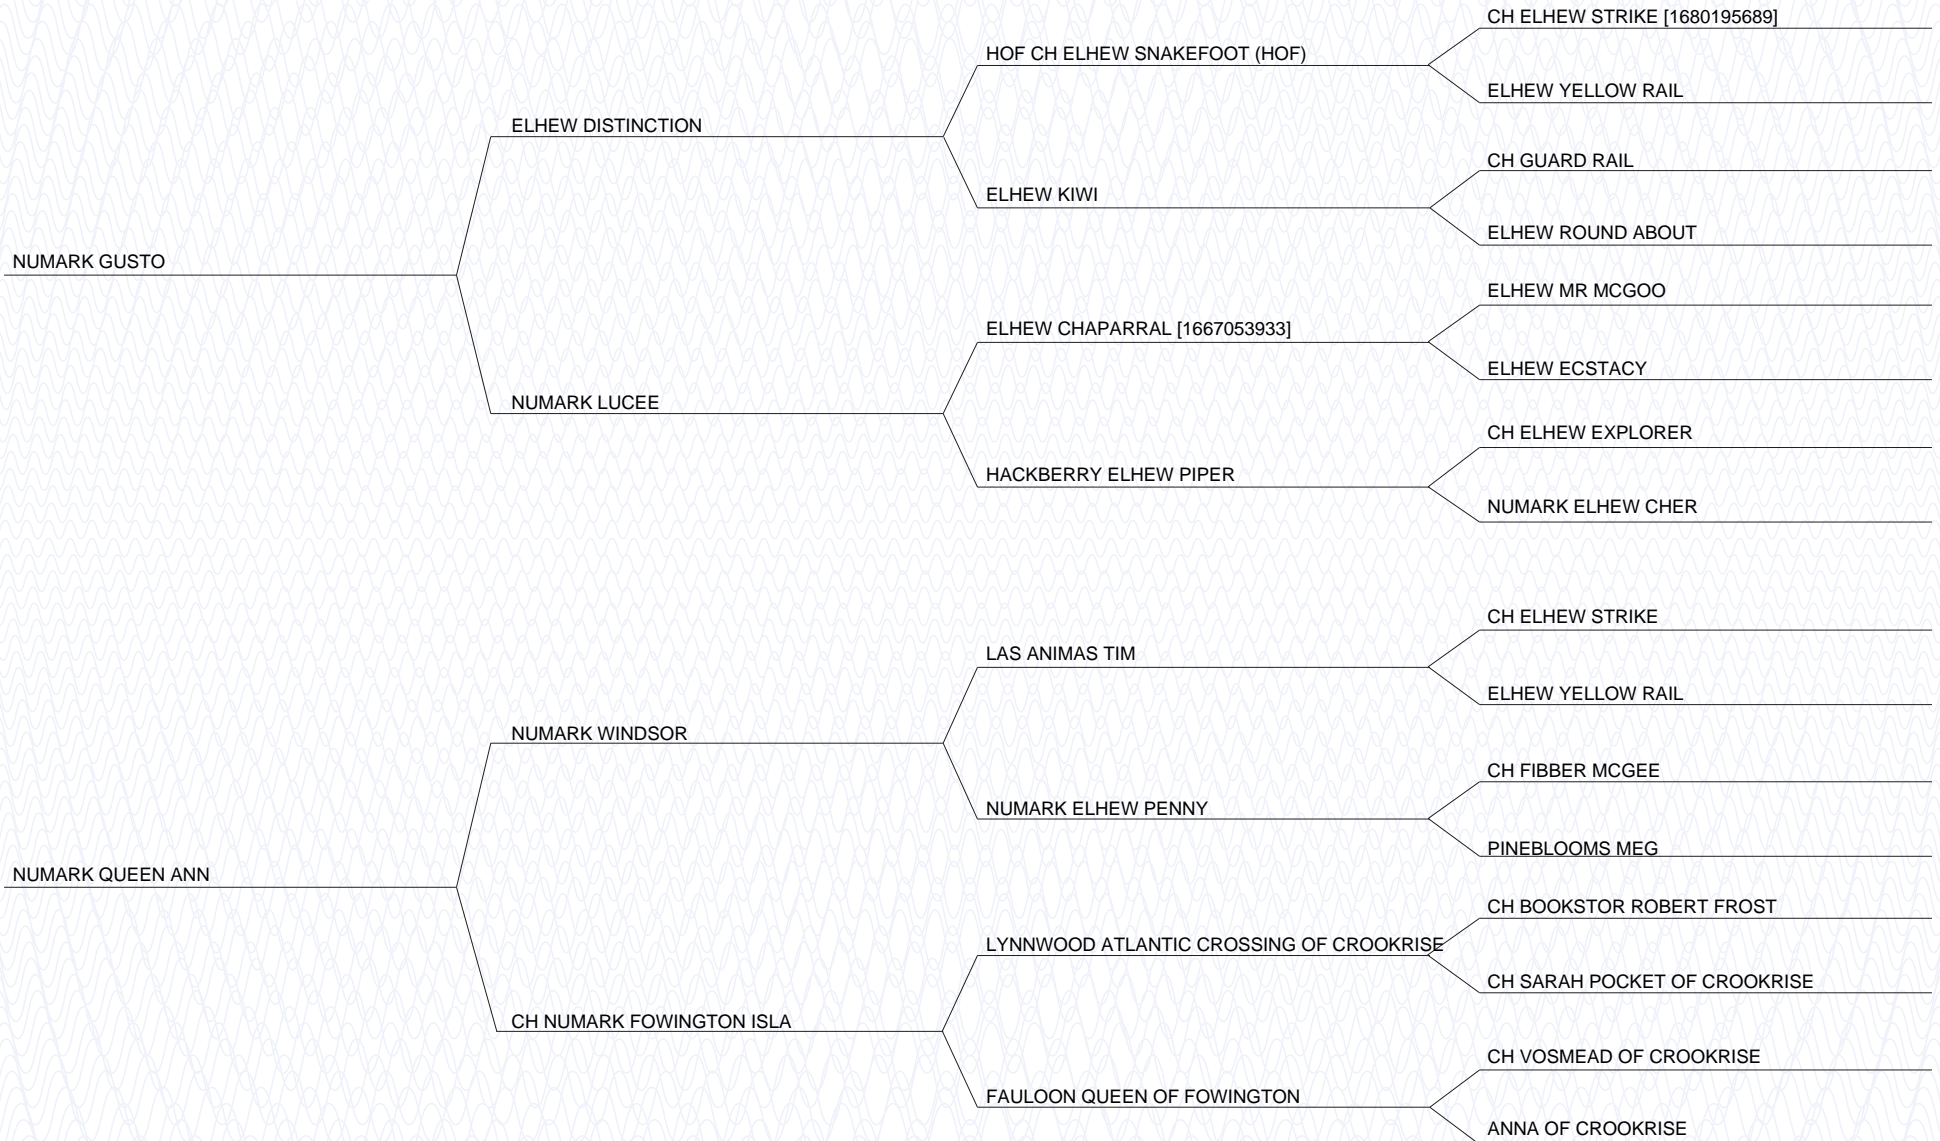 CH ELHEW STRIKE [1680195689]
HOF CH ELHEW SNAKEFOOT (HOF)
ELHEW YELLOW RAIL
ELHEW DISTINCTION
CH GUARD RAIL
ELHEW KIWI
ELHEW ROUND ABOUT
NUMARK GUSTO
ELHEW MR MCGOO
ELHEW CHAPARRAL [1667053933]
ELHEW ECSTACY
NUMARK LUCEE
CH ELHEW EXPLORER
HACKBERRY ELHEW PIPER
NUMARK ELHEW CHER
CH ELHEW STRIKE
LAS ANIMAS TIM
ELHEW YELLOW RAIL
NUMARK WINDSOR
CH FIBBER MCGEE
NUMARK ELHEW PENNY
PINEBLOOMS MEG
NUMARK QUEEN ANN
CH BOOKSTOR ROBERT FROST
LYNNWOOD ATLANTIC CROSSING OF CROOKRISE
CH SARAH POCKET OF CROOKRISE
CH NUMARK FOWINGTON ISLA
CH VOSMEAD OF CROOKRISE
FAULOON QUEEN OF FOWINGTON
ANNA OF CROOKRISE